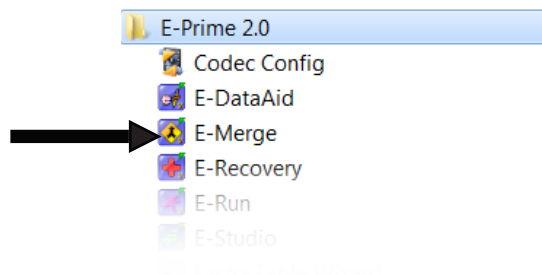 E-Prime 2.0
Codec Config
E-DataAid
E-Merge
E-Recovery
E-Run
E-Studio